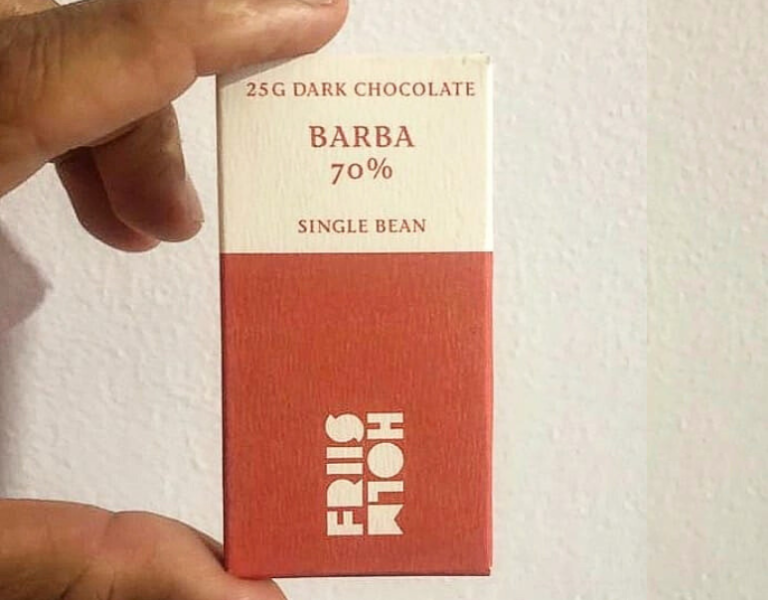 25G DARK CHOCOLATE
BARBA
70%
SINGLE BEAN
FRIIS
HOLM